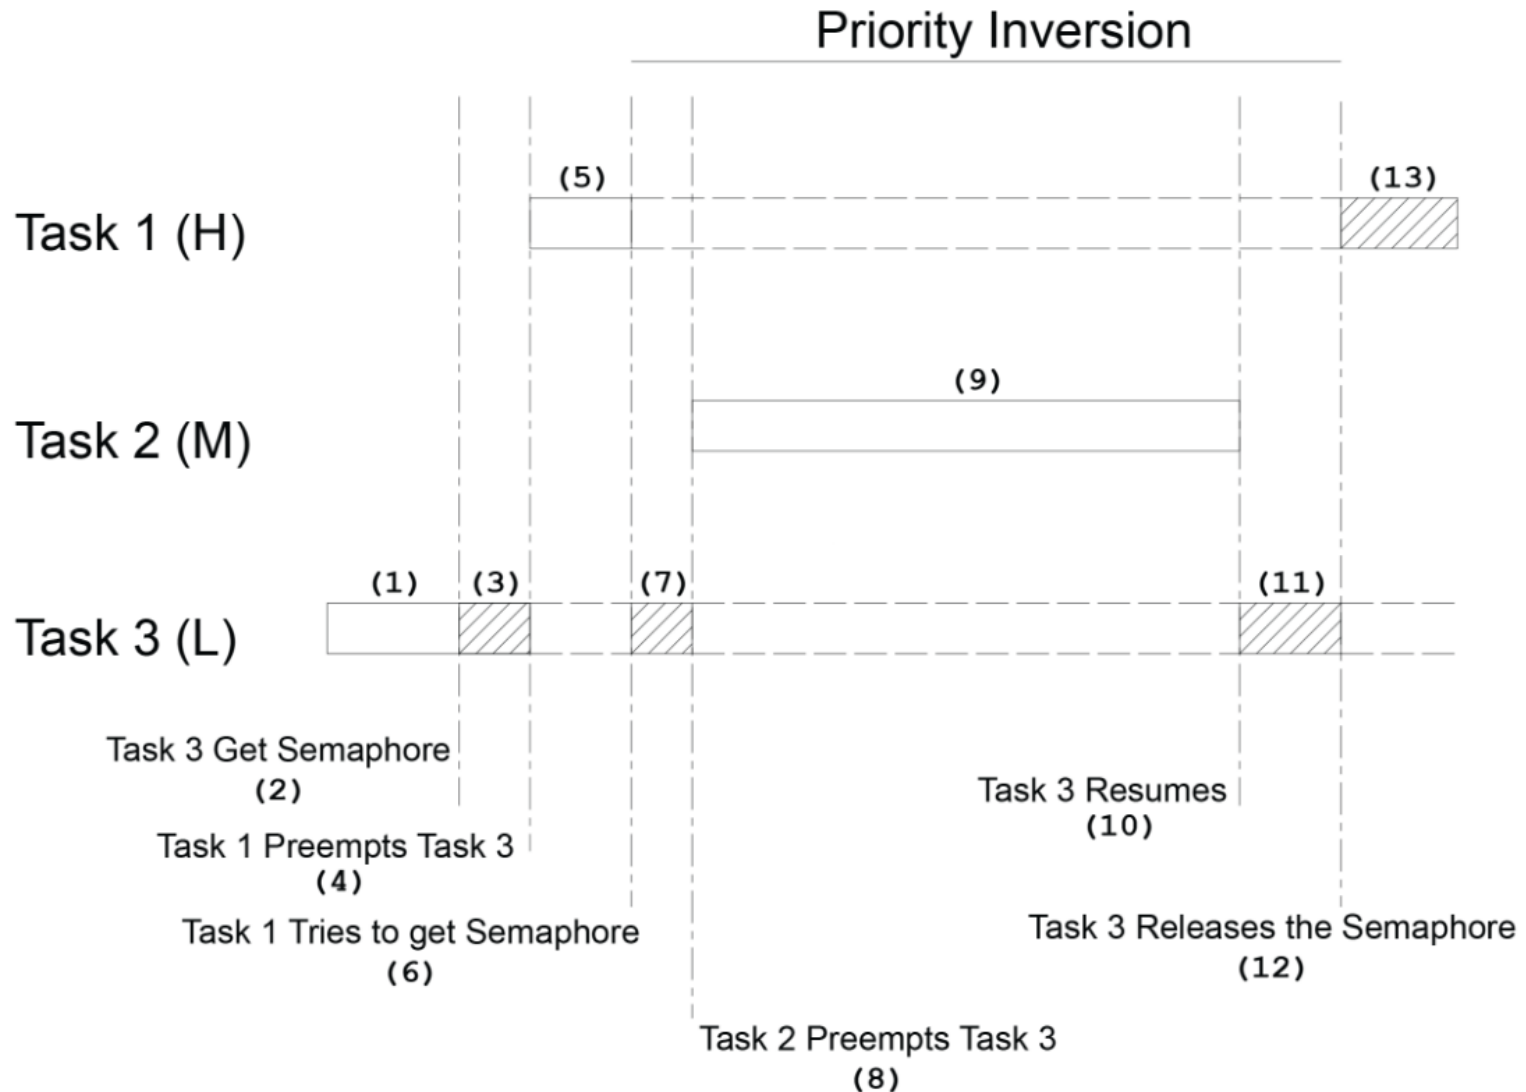 Priority Inversion
(5)
(13)
Task 1 (H)
(9)
Task 2 (M)
(1)
(3)
(7)
(11)
Task 3 (L)
Task 3 Get Semaphore
(2)
Task 3 Resumes
(10)
Task 1 Preempts Task 3
(4)
Task 1 Tries to get Semaphore
(6)
Task 3 Releases the Semaphore
(12)
Task 2 Preempts Task 3
(8)